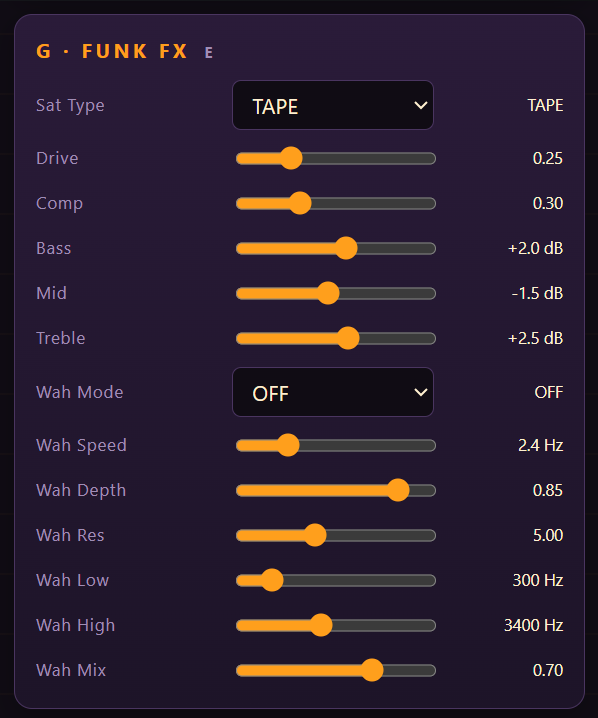 G · FUNK FX E
Sat Type TAPE TAPE
Drive 0.25
Comp 0.30
Bass +2.0 dB
Mid -1.5 dB
Treble +2.5 dB
Wah Mode OFF OFF
Wah Speed 2.4 Hz
Wah Depth 0.85
Wah Res 5.00
Wah Low 300 Hz
Wah High 3400 Hz
Wah Mix 0.70